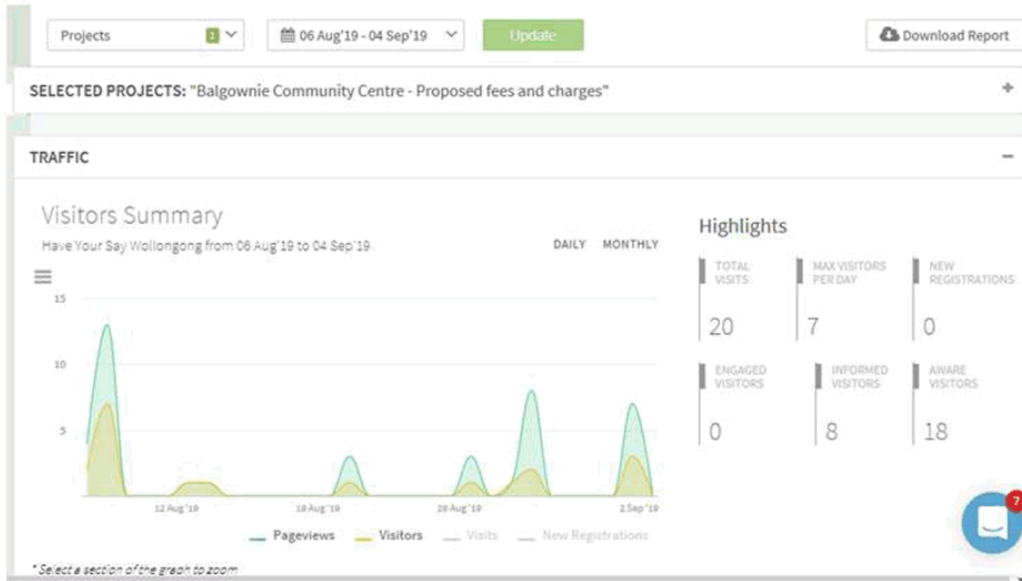 Projects 1
06 Aug'19 - 04 Sep'19
Update
Download Report
SELECTED PROJECTS: "Balgownie Community Centre - Proposed fees and charges"
TRAFFIC
Visitors Summary
Have Your Say Wollongong from 06 Aug'19 to 04 Sep'19
DAILY MONTHLY
15
10
5
12 Aug '19
19 Aug '19
26 Aug '19
2 Sep '19
Pageviews Visitors Visits New Registrations
* Select a section of the graph to zoom
Highlights
TOTAL
VISITS
20
MAX VISITORS
PER DAY
7
NEW
REGISTRATIONS
0
ENGAGED
VISITORS
0
INFORMED
VISITORS
8
AWARE
VISITORS
18
?